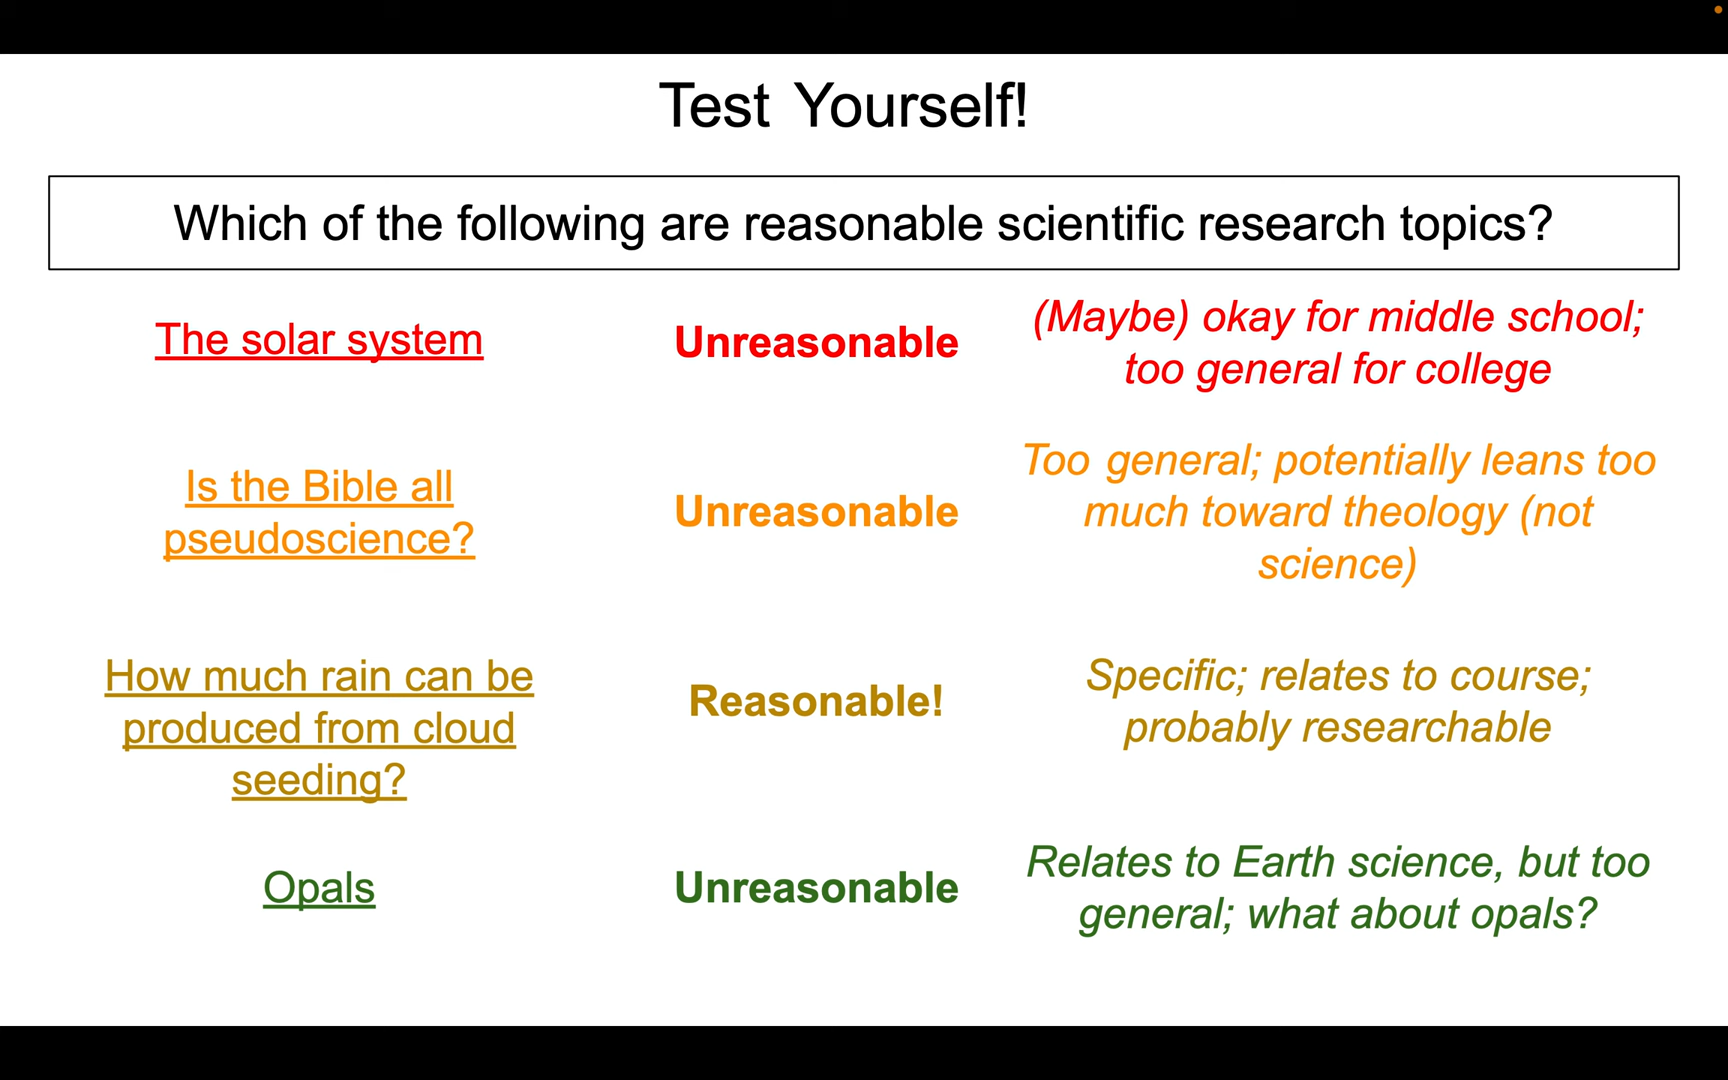 Test Yourself!
Which of the following are reasonable scientific research topics?
The solar system
Unreasonable
(Maybe) okay for middle school;
too general for college
Is the Bible all
pseudoscience?
Unreasonable
Too general; potentially leans too
much toward theology (not
science)
How much rain can be
produced from cloud
seeding?
Reasonable!
Specific; relates to course;
probably researchable
Opals
Unreasonable
Relates to Earth science, but too
general; what about opals?